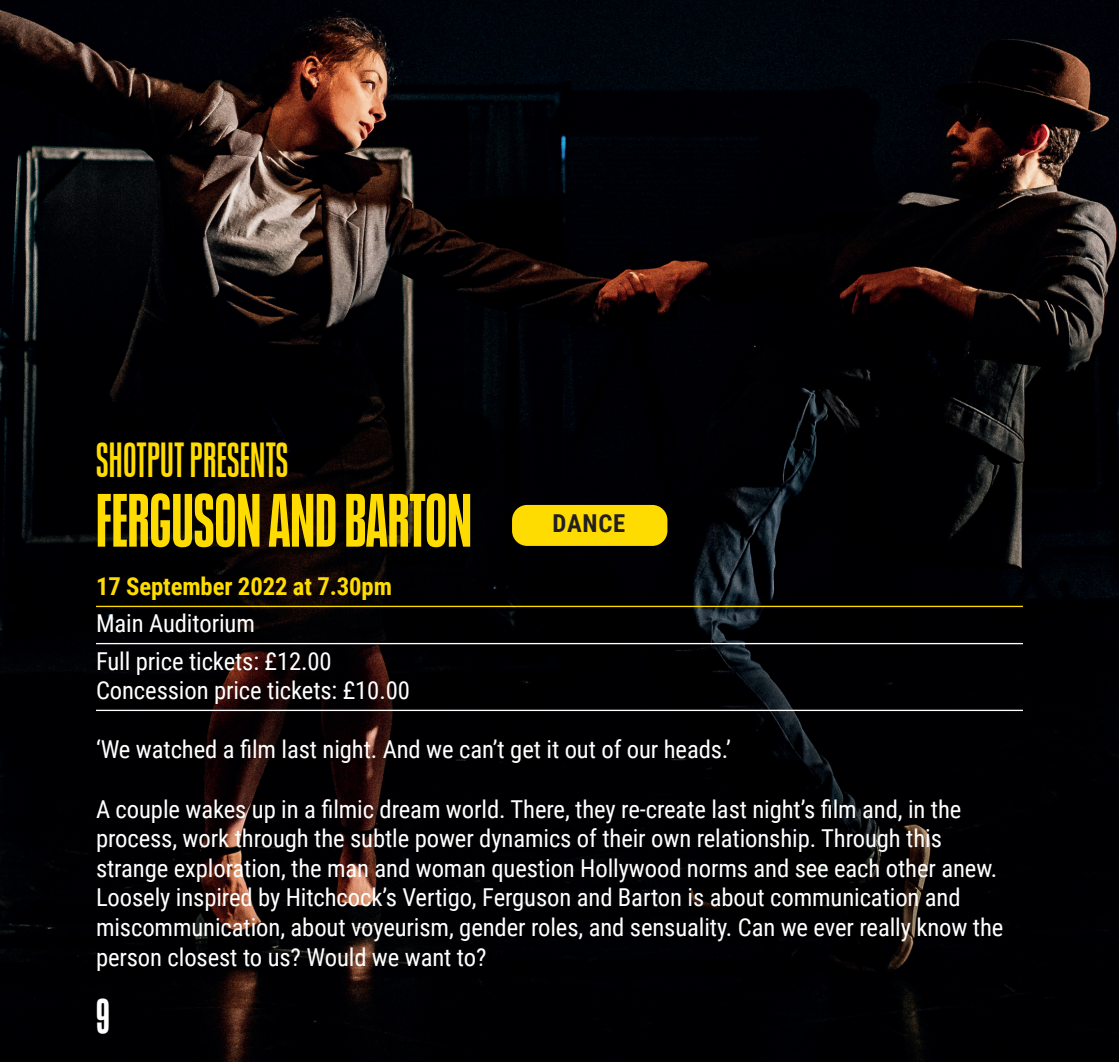 SHOTPUT PRESENTS
FERGUSON AND BARTON
DANCE
17 September 2022 at 7.30pm
Main Auditorium
Full price tickets: £12.00
Concession price tickets: £10.00
‘We watched a film last night. And we can’t get it out of our heads.’
A couple wakes up in a filmic dream world. There, they re-create last night’s film and, in the
process, work through the subtle power dynamics of their own relationship. Through this
strange exploration, the man and woman question Hollywood norms and see each other anew.
Loosely inspired by Hitchcock’s Vertigo, Ferguson and Barton is about communication and
miscommunication, about voyeurism, gender roles, and sensuality. Can we ever really know the
person closest to us? Would we want to?
9